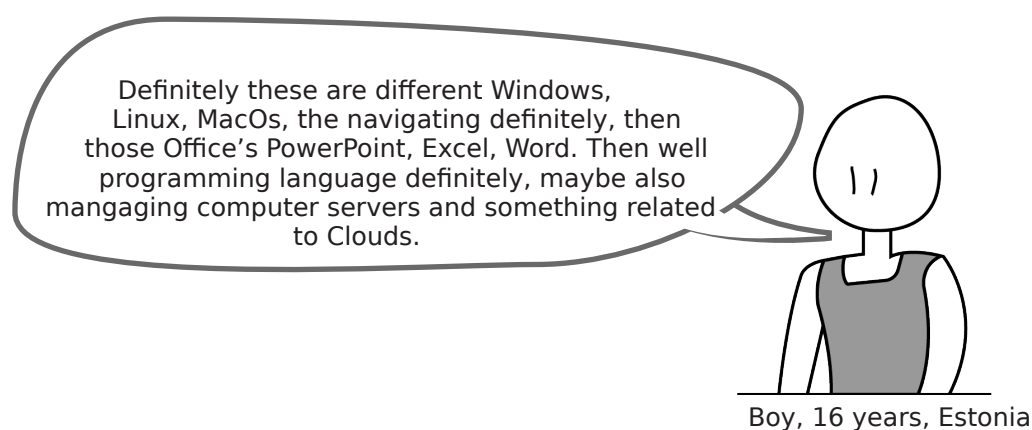 Definitely these are different Windows,
Linux, MacOs, the navigating definitely, then
those Office's PowerPoint, Excel, Word. Then well
programming language definitely, maybe also
mangaging computer servers and something related
to Clouds.
Boy, 16 years, Estonia